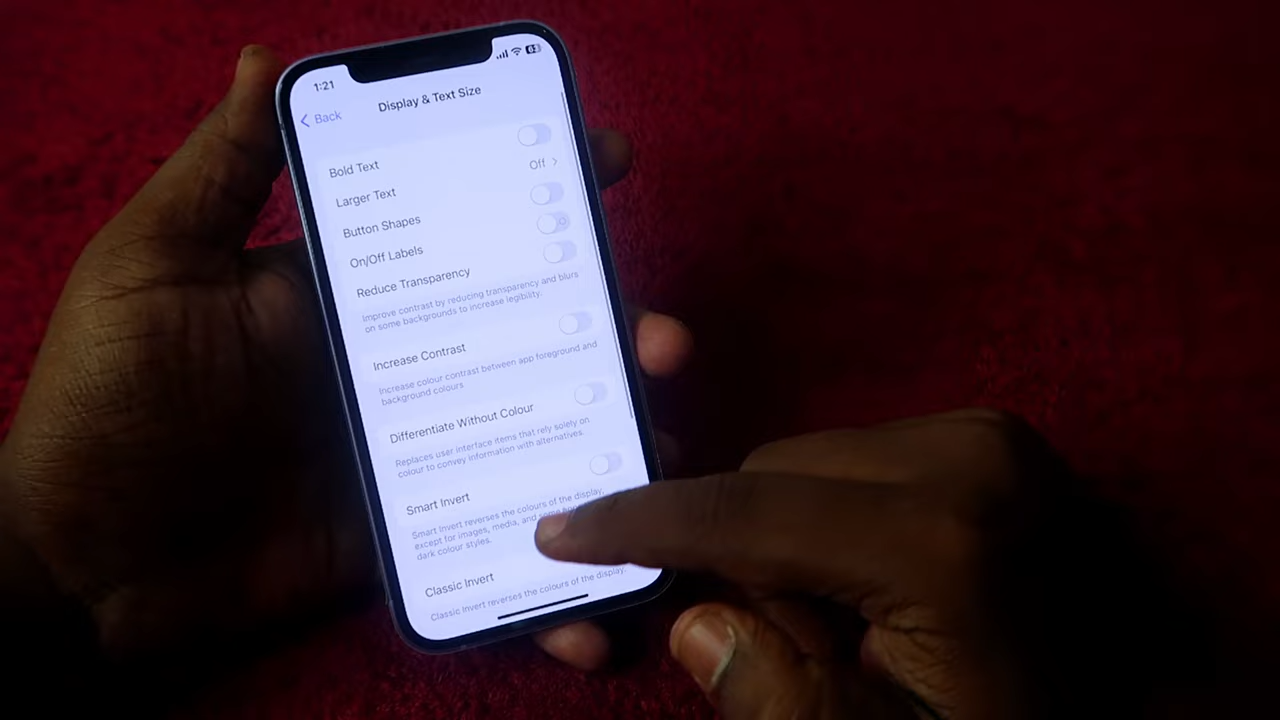 1:21
63
Back
Display & Text Size
Bold Text
Larger Text
Off
Button Shapes
On/Off Labels
Reduce Transparency
Improve contrast by reducing transparency and blurs
on some backgrounds to increase legibility.
Increase Contrast
Increase colour contrast between app foreground and
background colours
Differentiate Without Colour
Replaces user interface items that rely solely on
colour to convey information with alternatives.
Smart Invert
Smart Invert reverses the colours of the display,
except for images, media, and some
dark colour styles.
Classic Invert
Classic Invert reverses the colours of the display.